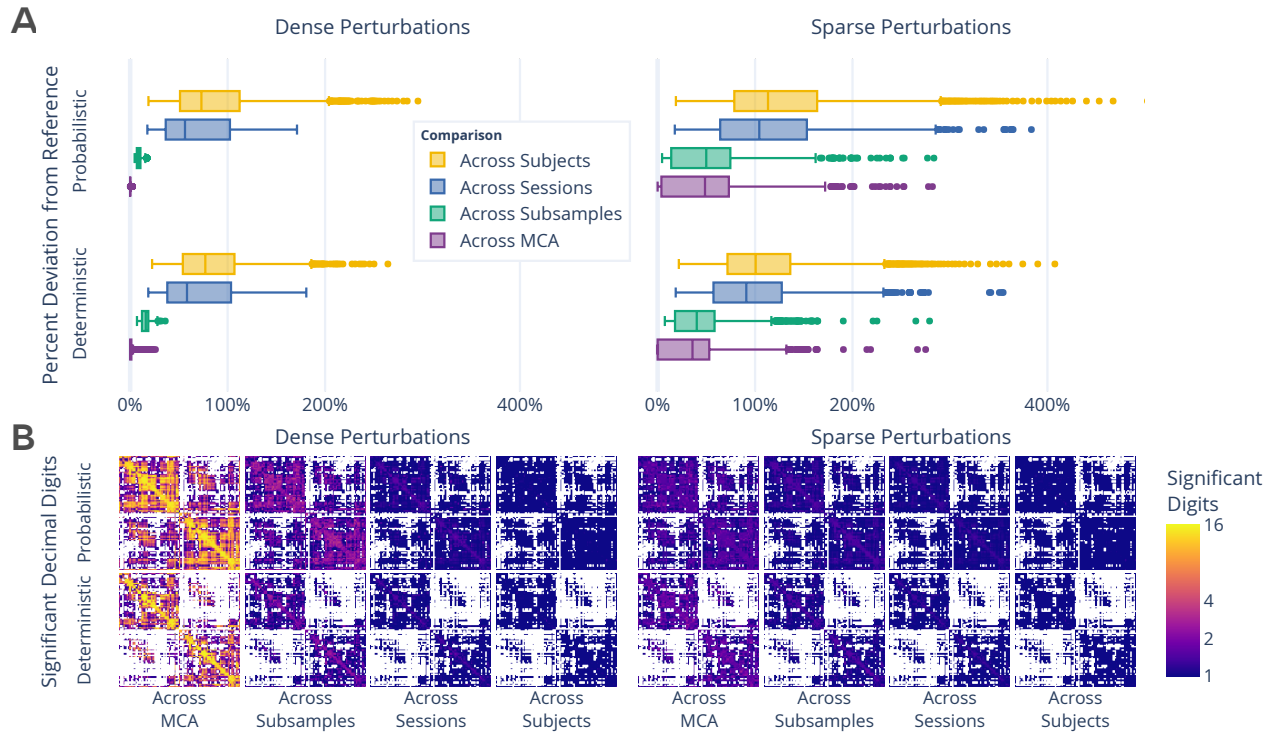 A
Dense Perturbations
Sparse Perturbations
Percent Deviation from Reference
Probabilistic
Deterministic
Comparison
Across Subjects
Across Sessions
Across Subsamples
Across MCA
0%
100%
200%
400%
0%
100%
200%
400%
B
Dense Perturbations
Sparse Perturbations
Significant Decimal Digits
Probabilistic
Deterministic
Significant
Digits
16
4
2
1
Across
MCA
Across
Subsamples
Across
Sessions
Across
Subjects
Across
MCA
Across
Subsamples
Across
Sessions
Across
Subjects